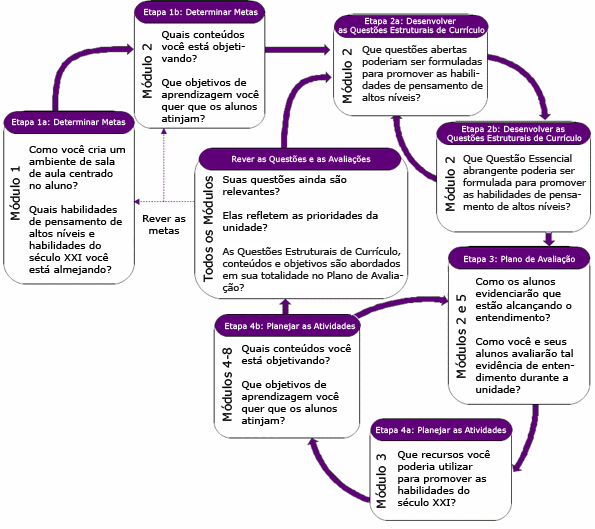 Etapa 1b: Determinar Metas
Módulo 2
Quais conteúdos
você está objeti-
vando?
Que objetivos de
aprendizagem você
quer que os alunos
atinjam?
Etapa 2a: Desenvolver
as Questões Estruturais de Currículo
Módulo 2
Que questões abertas
poderiam ser formuladas
para promover as habili-
dades de pensamento de
altos níveis?
Etapa 1a: Determinar Metas
Módulo 1
Como você cria um
ambiente de sala
de aula centrado
no aluno?
Quais habilidades
de pensamento de
altos níveis e
habilidades do
século XXI você
está almejando?
Etapa 2b: Desenvolver as
Questões Estruturais de Currículo
Módulo 2
Que Questão Essencial
abrangente poderia ser
formulada para promover
as habilidades de pensa-
mento de altos níveis?
Rever as Questões e as Avaliações
Todos os Módulos
Suas questões ainda são
relevantes?
Elas refletem as prioridades da
unidade?
As Questões Estruturais de Currículo,
conteúdos e objetivos são abordados
em sua totalidade no Plano de Avalia-
ção?
Rever as
metas
Etapa 3: Plano de Avaliação
Módulos 2 e 5
Como os alunos
evidenciarão que
estão alcançando o
entendimento?
Como você e seus
alunos avaliarão tal
evidência de enten-
dimento durante a
unidade?
Etapa 4b: Planejar as Atividades
Módulos 4-8
Quais conteúdos você
está objetivando?
Que objetivos de
aprendizagem você
quer que os alunos
atinjam?
Etapa 4a: Planejar as Atividades
Módulo 3
Que recursos você
poderia utilizar
para promover as
habilidades do
século XXI?